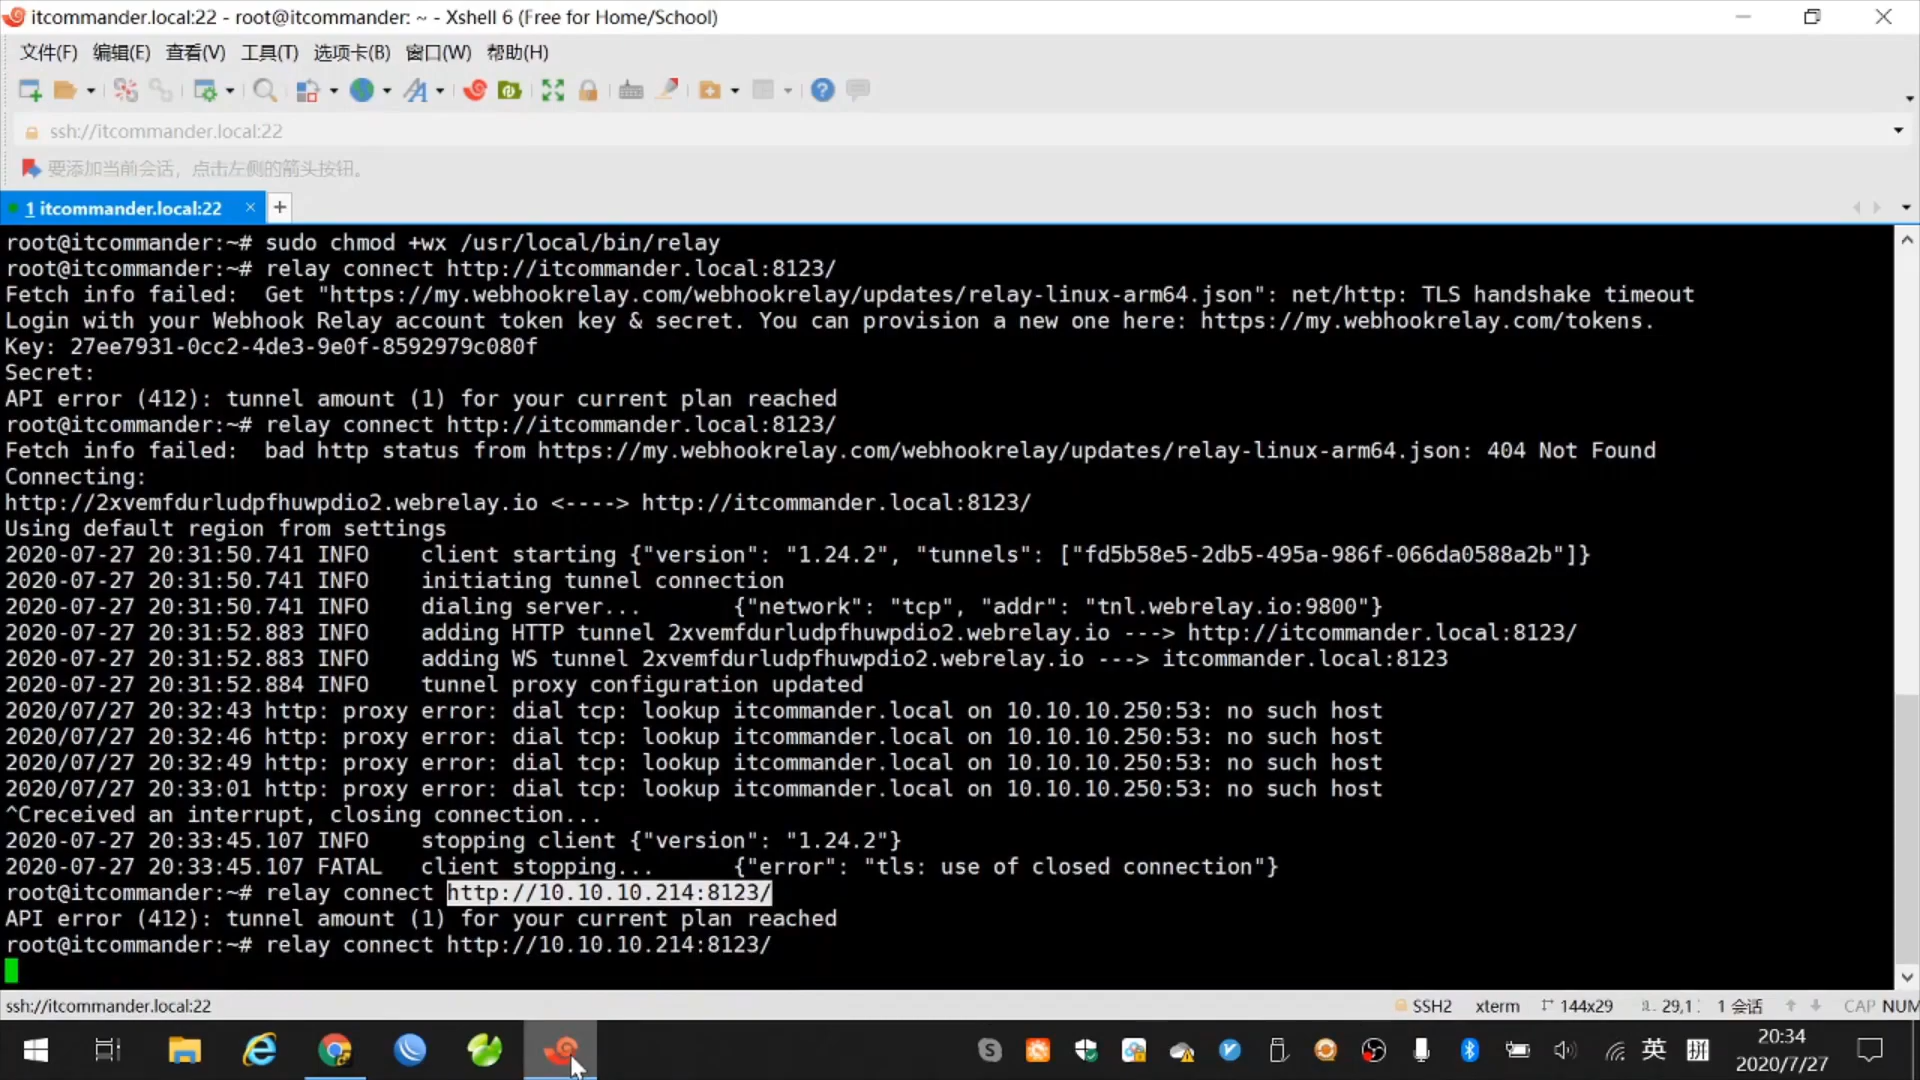 itcommander.local:22 - root@itcommander: ~ - Xshell 6 (Free for Home/School)
文件(F) 编辑(E) 查看(V) 工具(T) 选项卡(B) 窗口(W) 帮助(H)
ssh://itcommander.local:22
要添加当前会话，点击左侧的箭头按钮。
1 itcommander.local:22 × +
root@itcommander:~# sudo chmod +wx /usr/local/bin/relay
root@itcommander:~# relay connect http://itcommander.local:8123/
Fetch info failed:  Get "https://my.webhookrelay.com/webhookrelay/updates/relay-linux-arm64.json": net/http: TLS handshake timeout
Login with your Webhook Relay account token key & secret. You can provision a new one here: https://my.webhookrelay.com/tokens.
Key: 27ee7931-0cc2-4de3-9e0f-8592979c080f
Secret:
API error (412): tunnel amount (1) for your current plan reached
root@itcommander:~# relay connect http://itcommander.local:8123/
Fetch info failed:  bad http status from https://my.webhookrelay.com/webhookrelay/updates/relay-linux-arm64.json: 404 Not Found
Connecting:
http://2xvemfdurludpfhuwpdio2.webrelay.io <----> http://itcommander.local:8123/
Using default region from settings
2020-07-27 20:31:50.741 INFO    client starting {"version": "1.24.2", "tunnels": ["fd5b58e5-2db5-495a-986f-066da0588a2b"]}
2020-07-27 20:31:50.741 INFO    initiating tunnel connection
2020-07-27 20:31:50.741 INFO    dialing server...       {"network": "tcp", "addr": "tnl.webrelay.io:9800"}
2020-07-27 20:31:52.883 INFO    adding HTTP tunnel 2xvemfdurludpfhuwpdio2.webrelay.io ---> http://itcommander.local:8123/
2020-07-27 20:31:52.883 INFO    adding WS tunnel 2xvemfdurludpfhuwpdio2.webrelay.io ---> itcommander.local:8123
2020-07-27 20:31:52.884 INFO    tunnel proxy configuration updated
2020/07/27 20:32:43 http: proxy error: dial tcp: lookup itcommander.local on 10.10.10.250:53: no such host
2020/07/27 20:32:46 http: proxy error: dial tcp: lookup itcommander.local on 10.10.10.250:53: no such host
2020/07/27 20:32:49 http: proxy error: dial tcp: lookup itcommander.local on 10.10.10.250:53: no such host
2020/07/27 20:33:01 http: proxy error: dial tcp: lookup itcommander.local on 10.10.10.250:53: no such host
^Creceived an interrupt, closing connection...
2020-07-27 20:33:45.107 INFO    stopping client {"version": "1.24.2"}
2020-07-27 20:33:45.107 FATAL   client stopping...      {"error": "tls: use of closed connection"}
root@itcommander:~# relay connect http://10.10.10.214:8123/
API error (412): tunnel amount (1) for your current plan reached
root@itcommander:~# relay connect http://10.10.10.214:8123/
ssh://itcommander.local:22 SSH2 xterm 144x29 29,1 1 会话 CAP NUM
英 拼 20:34
2020/7/27